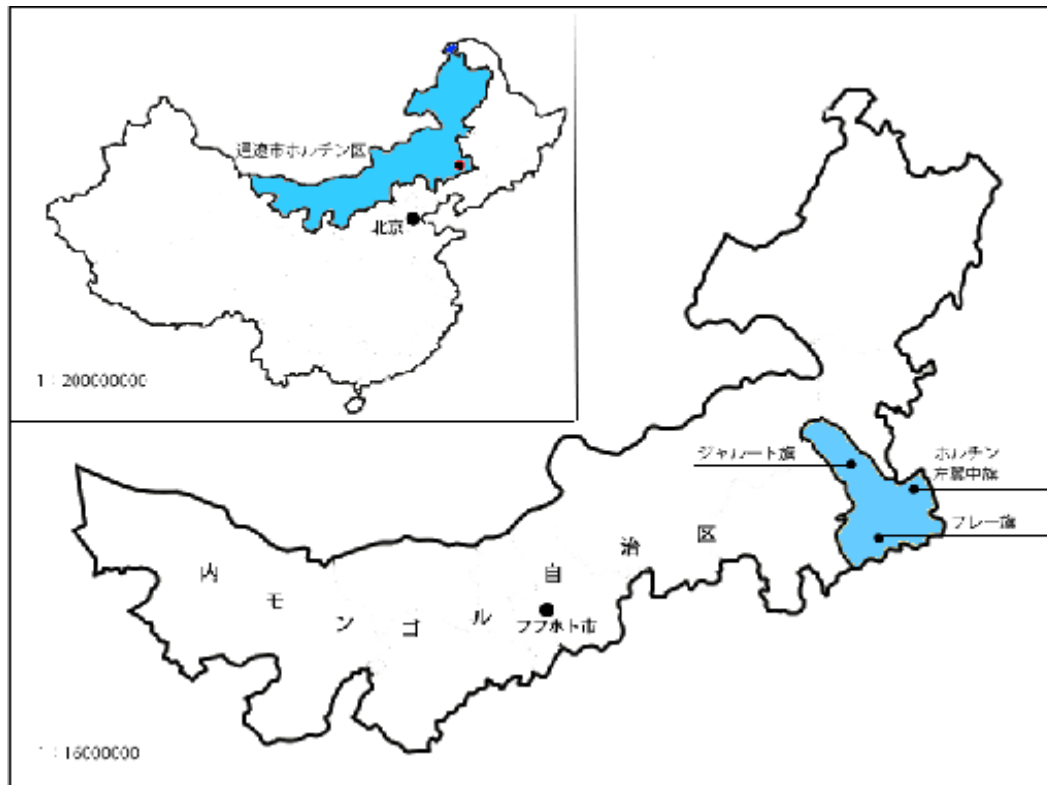 通遼市ホルチン区
北京
1：200000000
ジャルート旗
ホルチン
左翼中旗
フレー旗
内モンゴル自治区
フフホト市
1：16000000